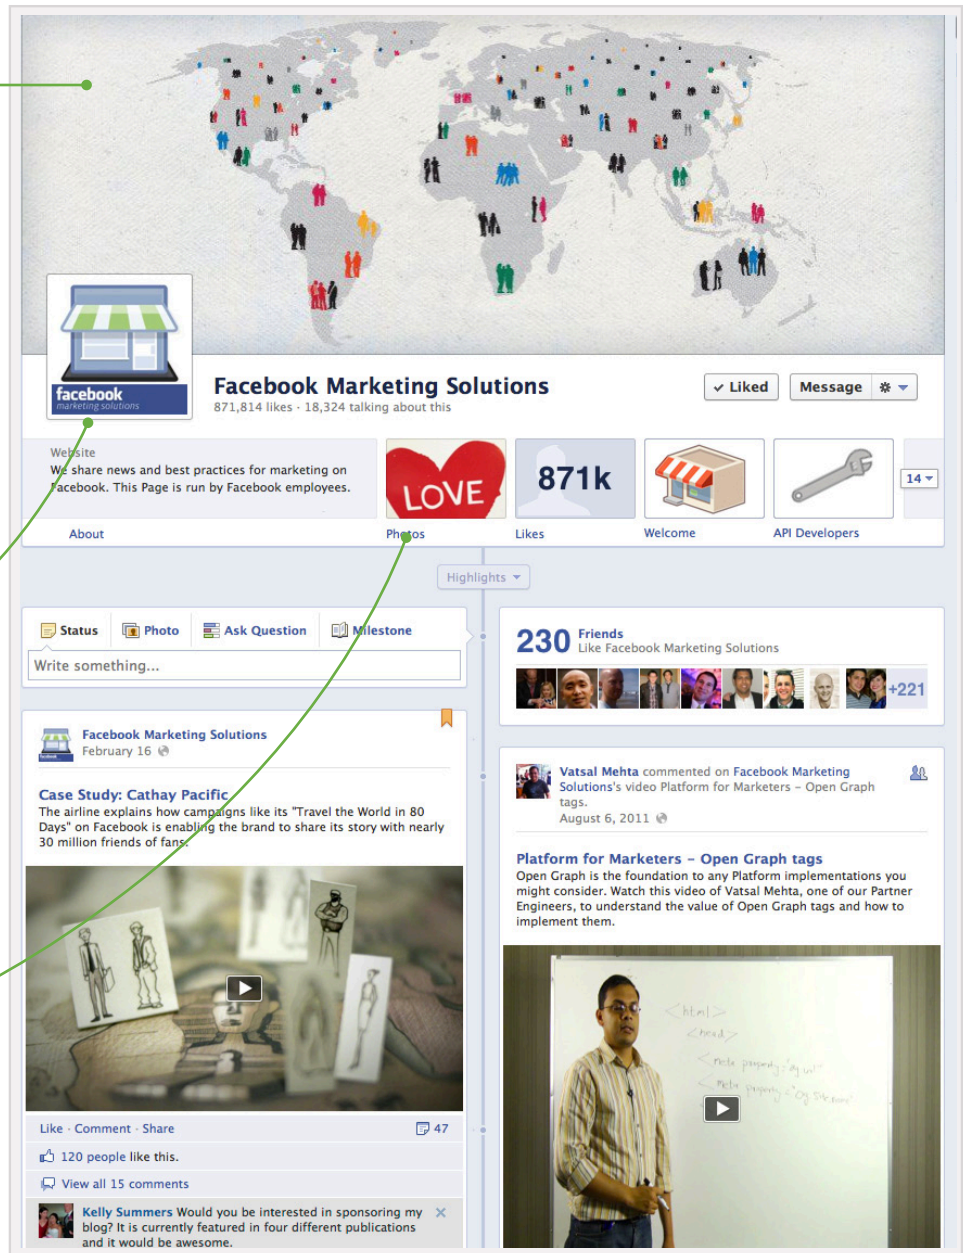 facebook
marketing solutions
Facebook Marketing Solutions
871,814 likes · 18,324 talking about this
✓ Liked
Message
Website
We share news and best practices for marketing on
Facebook. This Page is run by Facebook employees.
About
LOVE
Photos
871k
Likes
Welcome
API Developers
14
Highlights
Status
Photo
Ask Question
Milestone
Write something...
Facebook Marketing Solutions
February 16
Case Study: Cathay Pacific
The airline explains how campaigns like its "Travel the World in 80
Days" on Facebook is enabling the brand to share its story with nearly
30 million friends of fans.
Like · Comment · Share
47
120 people like this.
View all 15 comments
Kelly Summers Would you be interested in sponsoring my
blog? It is currently featured in four different publications
and it would be awesome.
230 Friends
Like Facebook Marketing Solutions
+221
Vatsal Mehta commented on Facebook Marketing
Solutions's video Platform for Marketers – Open Graph
tags.
August 6, 2011
Platform for Marketers – Open Graph tags
Open Graph is the foundation to any Platform implementations you
might consider. Watch this video of Vatsal Mehta, one of our Partner
Engineers, to understand the value of Open Graph tags and how to
implement them.
<html>
<head>
<meta property="og:url"
<meta property="og:site_name"